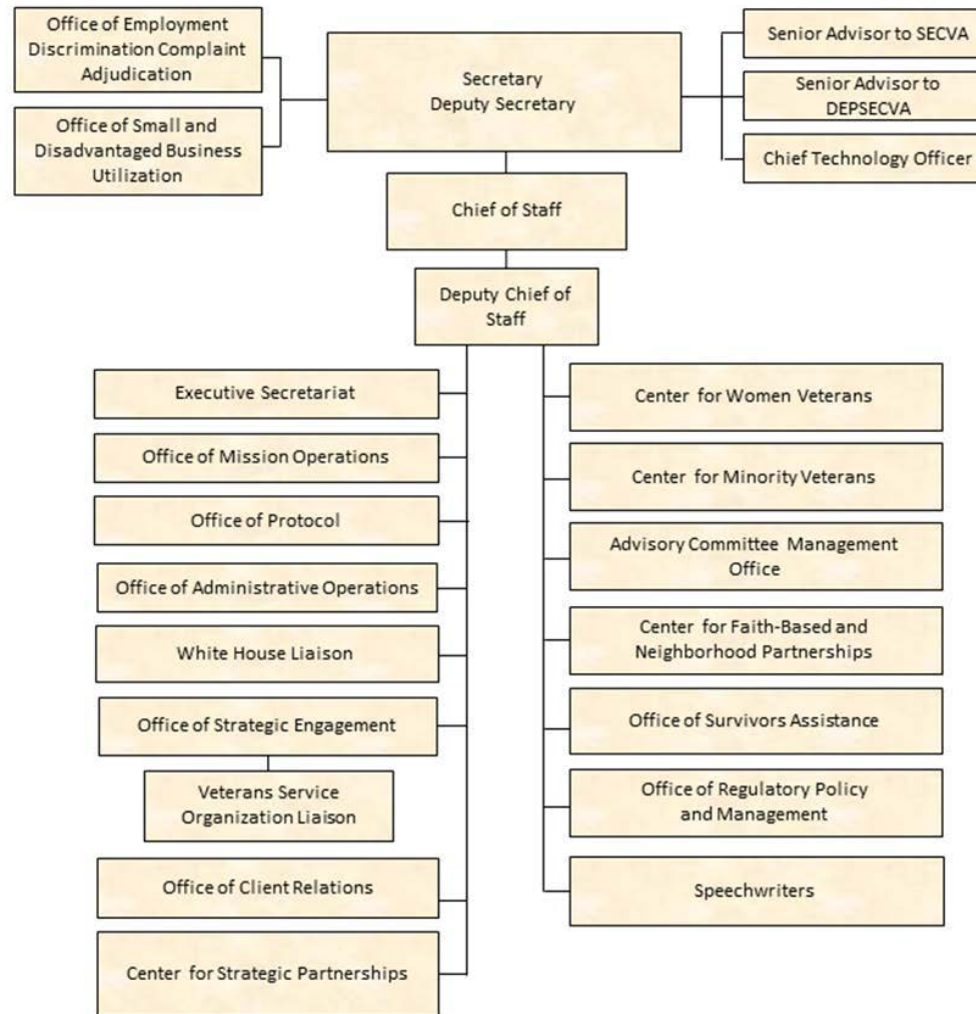 Office of Employment
Discrimination Complaint
Adjudication
Office of Small and
Disadvantaged Business
Utilization
Secretary
Deputy Secretary
Senior Advisor to SECVA
Senior Advisor to
DEPSECVA
Chief Technology Officer
Chief of Staff
Deputy Chief of
Staff
Executive Secretariat
Office of Mission Operations
Office of Protocol
Office of Administrative Operations
White House Liaison
Office of Strategic Engagement
Veterans Service
Organization Liaison
Office of Client Relations
Center for Strategic Partnerships
Center for Women Veterans
Center for Minority Veterans
Advisory Committee Management
Office
Center for Faith-Based and
Neighborhood Partnerships
Office of Survivors Assistance
Office of Regulatory Policy
and Management
Speechwriters